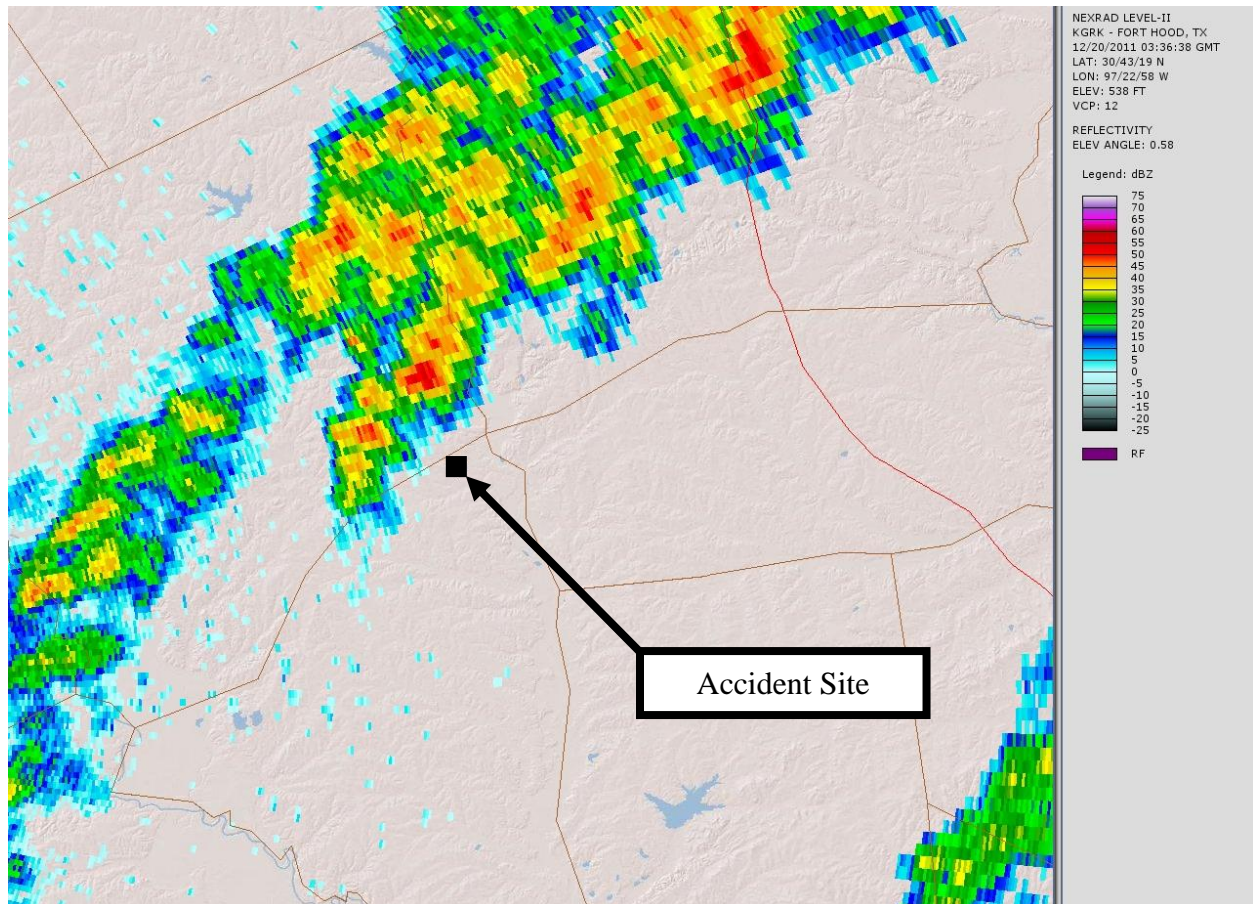 NEXRAD LEVEL-II
KGRK - FORT HOOD, TX
12/20/2011 03:36:38 GMT
LAT: 30/43/19 N
LON: 97/22/58 W
ELEV: 538 FT
VCP: 12
REFLECTIVITY
ELEV ANGLE: 0.58
Legend: dBZ
75
70
65
60
55
50
45
40
35
30
25
20
15
10
5
0
-5
-10
-15
-20
-25
RF
Accident Site